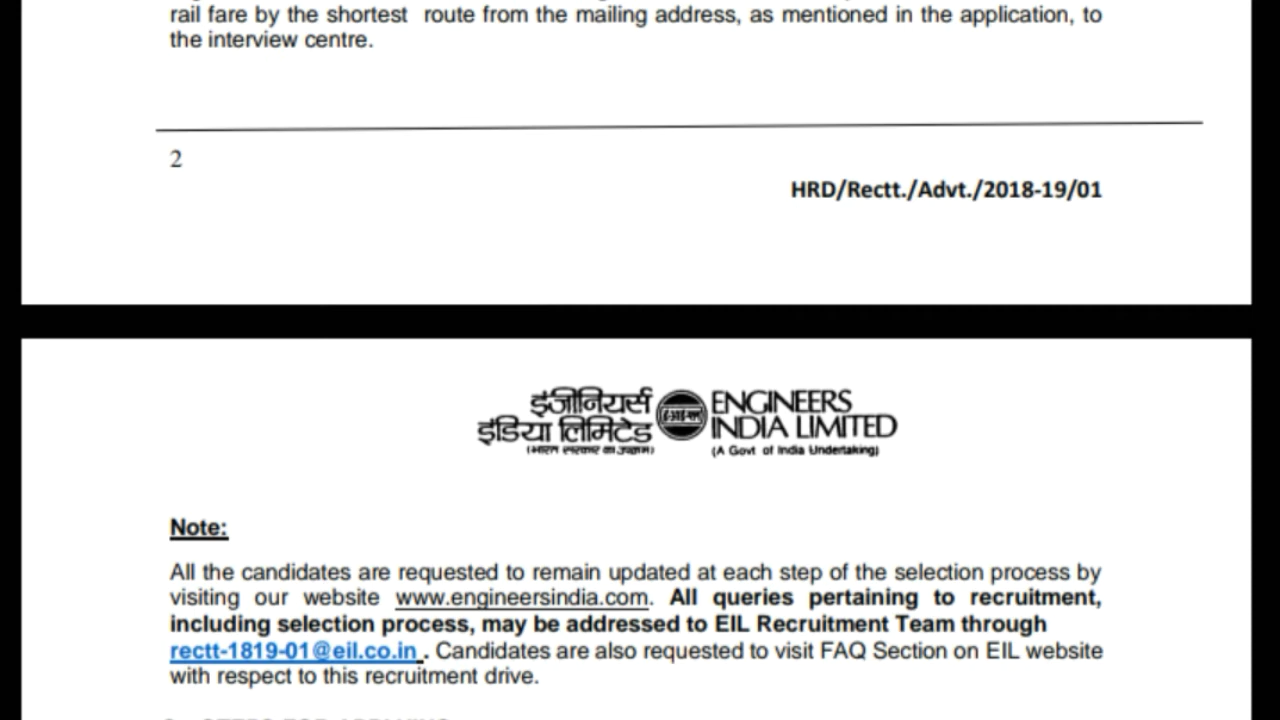 rail fare by the shortest route from the mailing address, as mentioned in the application, to
the interview centre.
2
HRD/Rectt./Advt./2018-19/01
इंजीनियर्स
इंडिया लिमिटेड
(भारत सरकार का उपक्रम)
ENGINEERS
INDIA LIMITED
(A Govt of India Undertaking)
Note:
All the candidates are requested to remain updated at each step of the selection process by
visiting our website www.engineersindia.com. All queries pertaining to recruitment,
including selection process, may be addressed to EIL Recruitment Team through
rectt-1819-01@eil.co.in . Candidates are also requested to visit FAQ Section on EIL website
with respect to this recruitment drive.